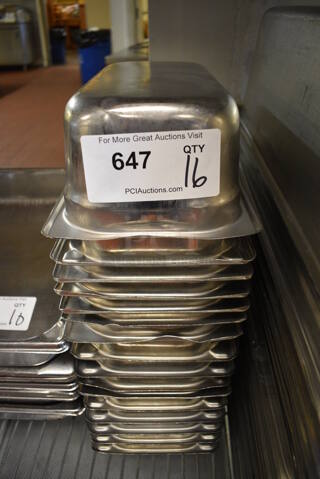 For More Great Auctions Visit
647 QTY 16
PCIAuctions.com
QTY
10